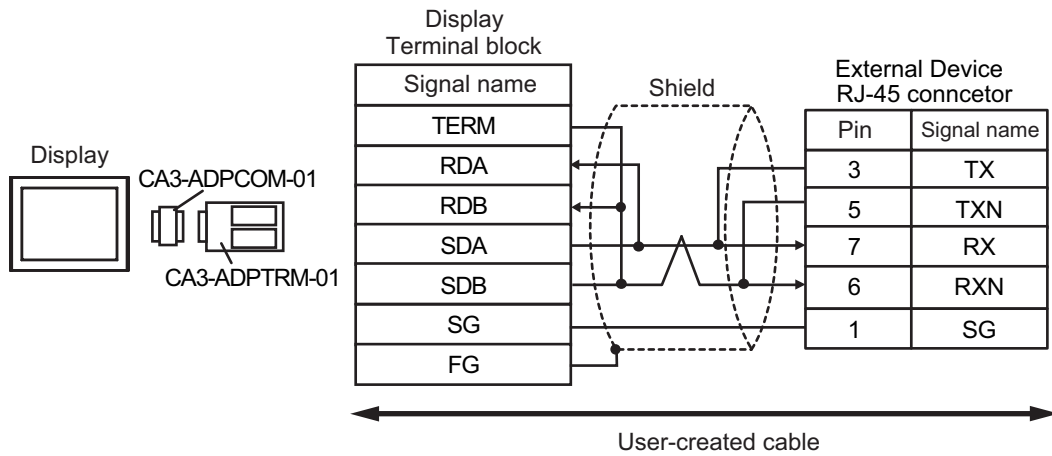 Display
CA3-ADPCOM-01
CA3-ADPTRM-01
Display
Terminal block
Signal name
TERM
RDA
RDB
SDA
SDB
SG
FG
Shield
External Device
RJ-45 conncetor
Pin Signal name
3 TX
5 TXN
7 RX
6 RXN
1 SG
User-created cable